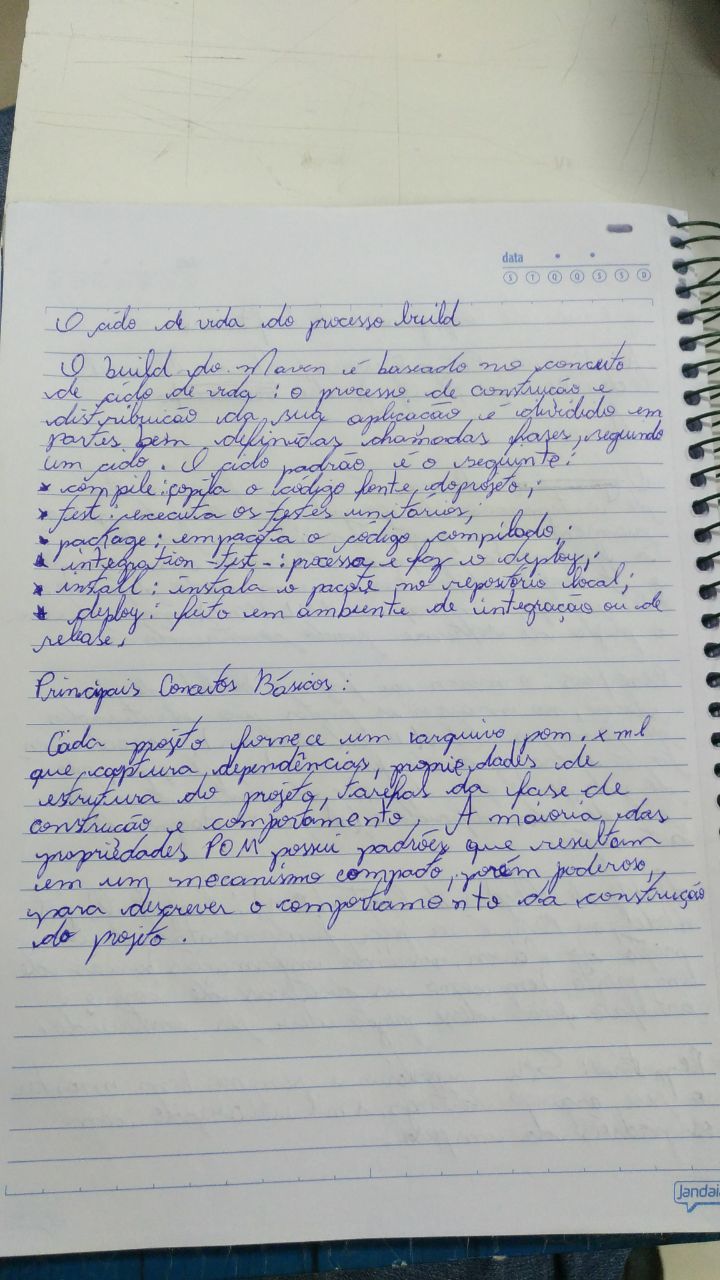 data
S T Q Q S S D
O ciclo de vida do processo build
O build do Maven é baseado no conceito
de ciclo de vida: o processo de construção e
distribuição da sua aplicação é dividido em
partes bem definidas chamadas fases, seguindo
um ciclo. O ciclo padrão é o seguinte:
* compile: copila o código fonte doprojeto;
* test: executa os testes unitários;
* package: empacota o código compilado;
* integration-test-: processa e faz o deploy;
* install: instala o pacote no repositório local;
* deploy: feito em ambiente de integração ou de
release.
Principais Conceitos Básicos:
Cada projeto fornece um arquivo pom.xml
que captura dependências, propriedades de
estrutura do projeto, tarefas da fase de
construcão e comportamento. A maioria das
propriedades POM possui padrões que resultam
em um mecanismo compacto, porém poderoso,
para descrever o comportamento da construção
do projeto.
Jandaia